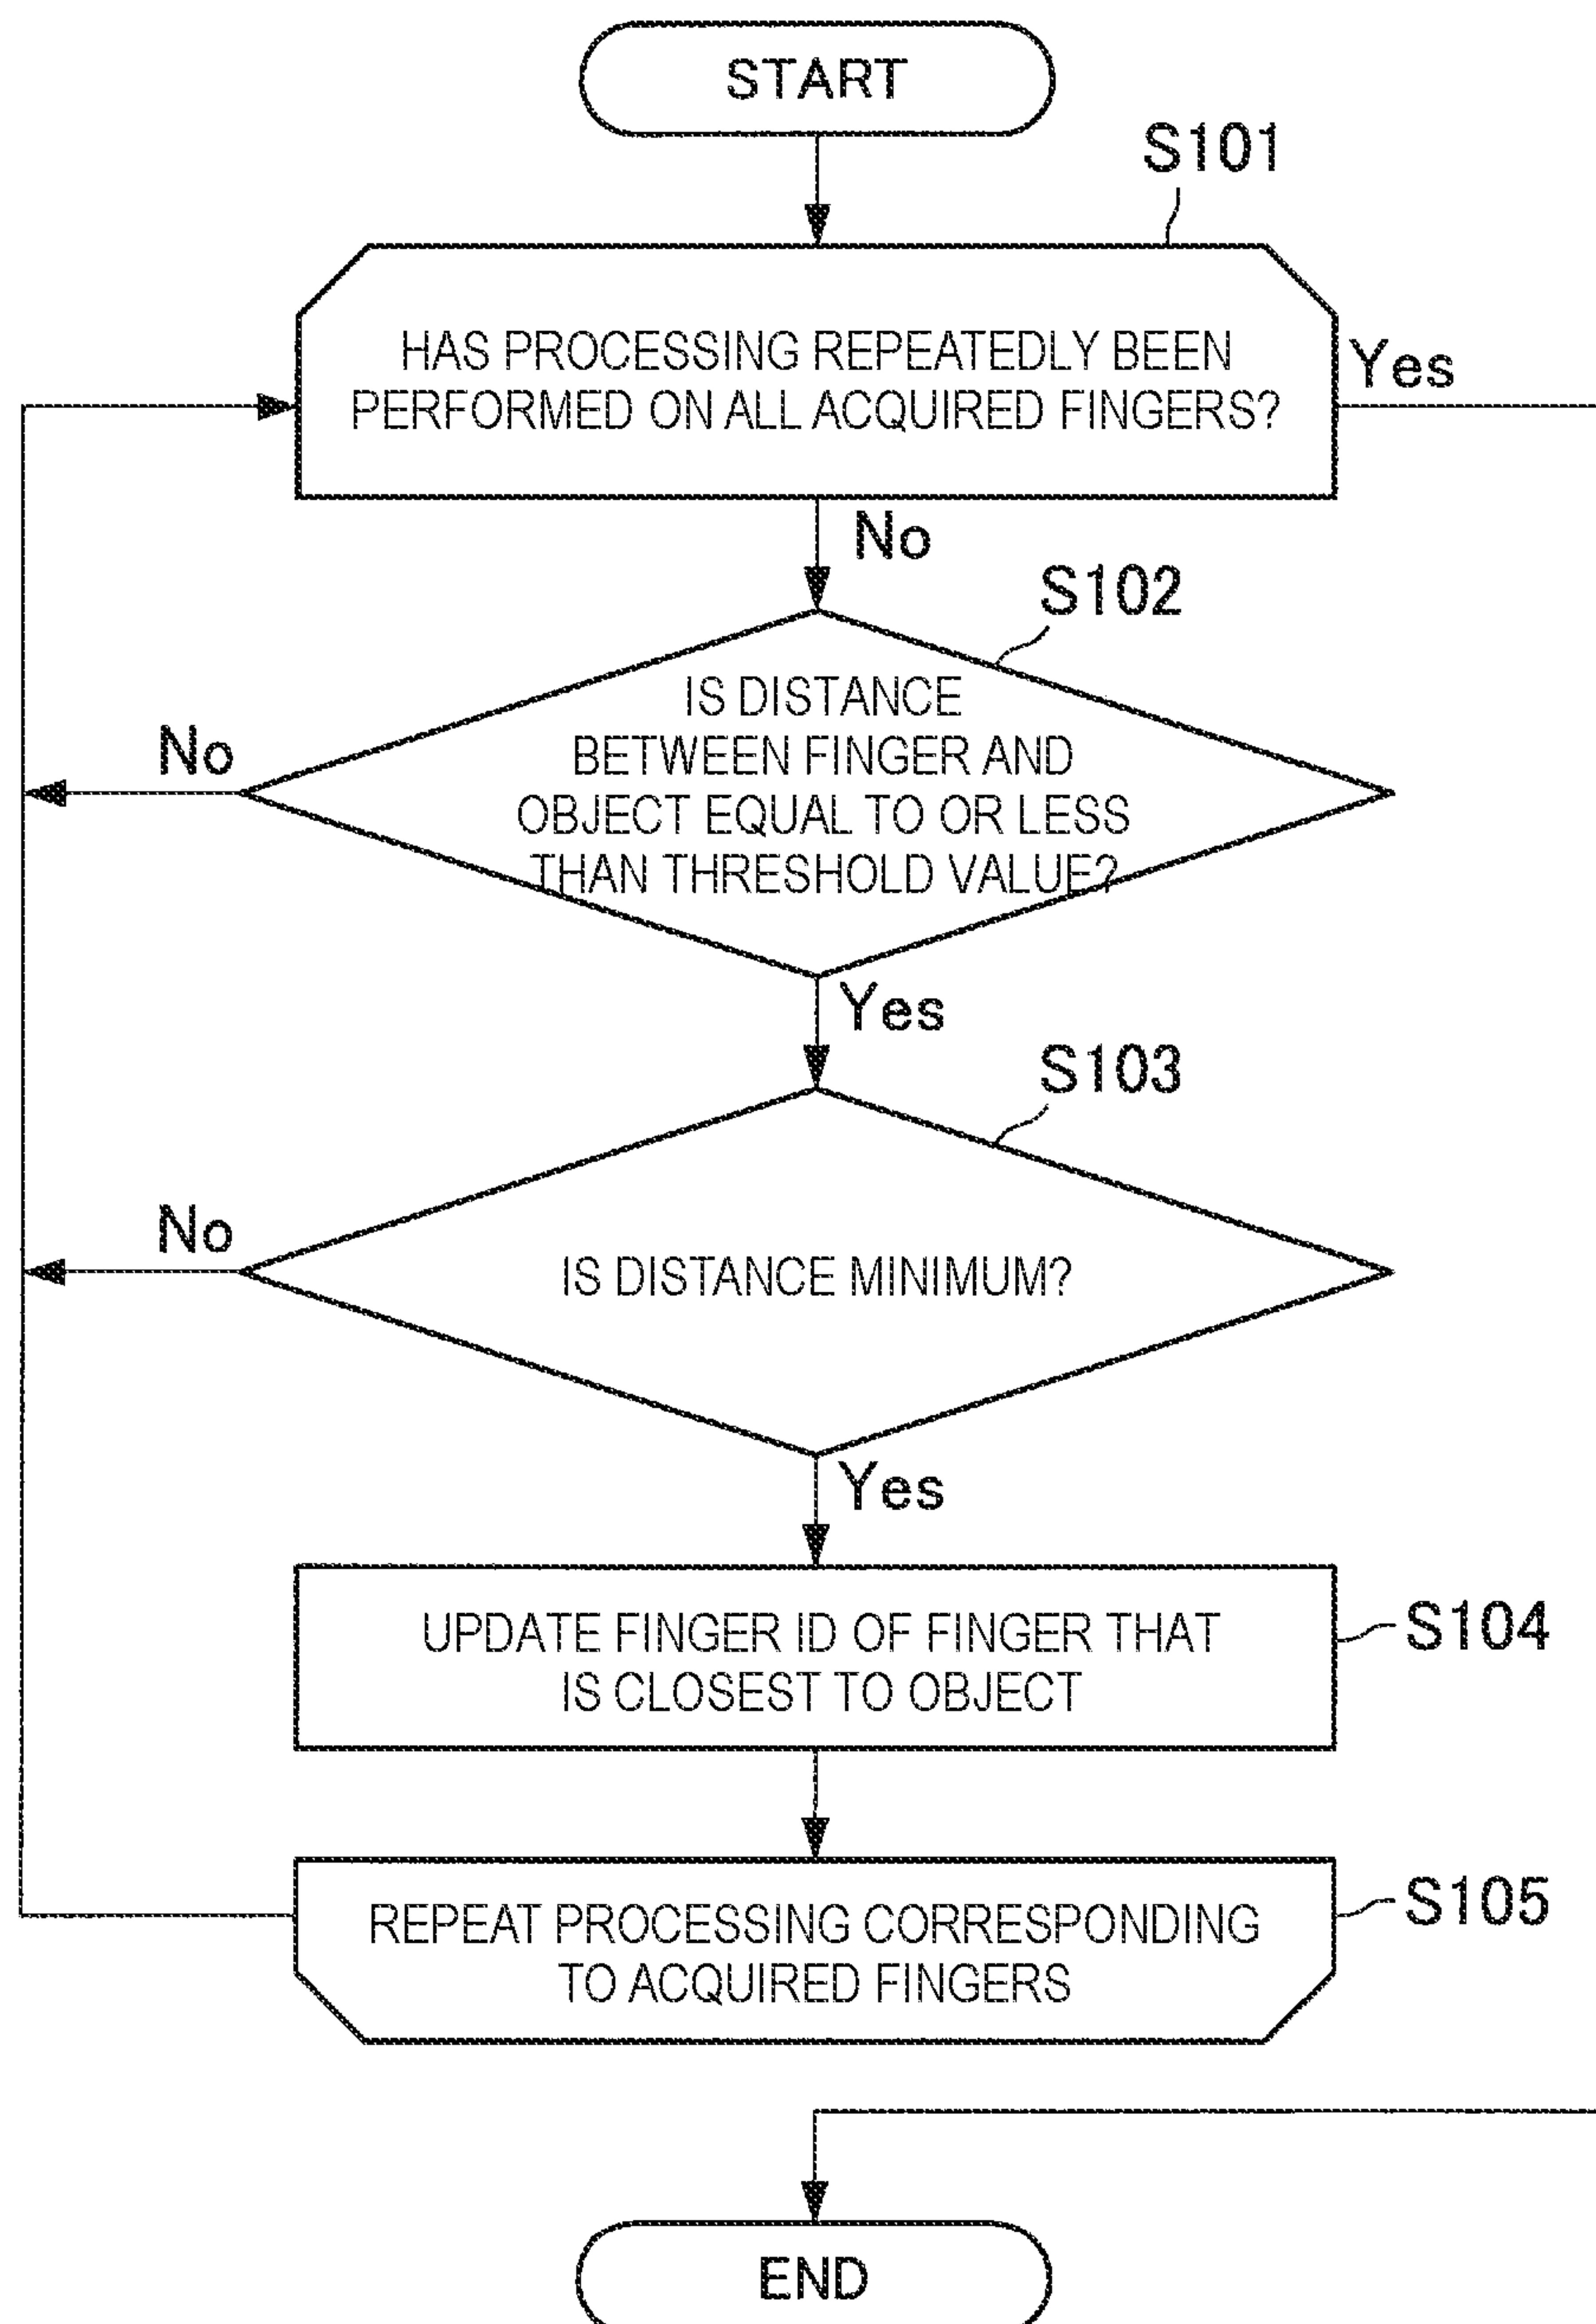 START
S101
HAS PROCESSING REPEATEDLY BEEN
PERFORMED ON ALL ACQUIRED FINGERS?
Yes
No
S102
IS DISTANCE
BETWEEN FINGER AND
OBJECT EQUAL TO OR LESS
THAN THRESHOLD VALUE?
No
Yes
S103
IS DISTANCE MINIMUM?
No
Yes
UPDATE FINGER ID OF FINGER THAT
IS CLOSEST TO OBJECT
S104
REPEAT PROCESSING CORRESPONDING
TO ACQUIRED FINGERS
S105
END